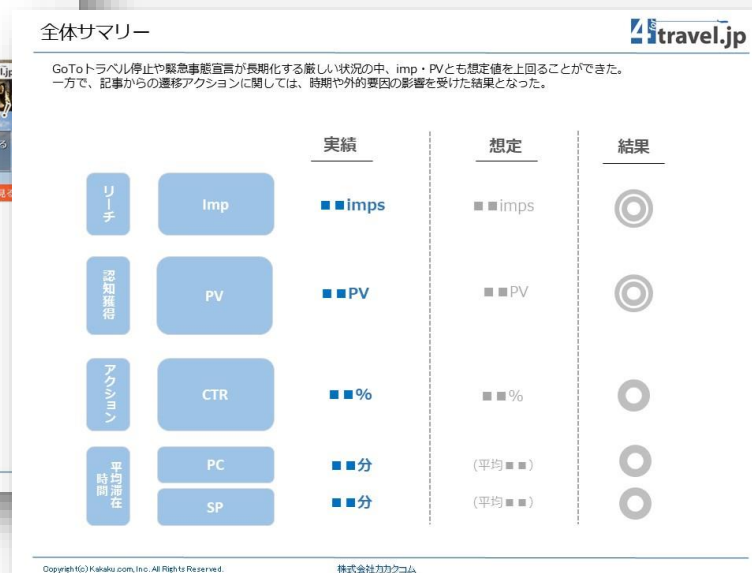 全体サマリー
4travel.jp
GoToトラベル停止や緊急事態宣言が長期化する厳しい状況の中、imp・PVとも想定値を上回ることができた。
一方で、記事からの遷移アクションに関しては、時期や外的要因の影響を受けた結果となった。
実績 想定 結果
リーチ Imp ■■imps ■■imps ◎
認知獲得 PV ■■PV ■■PV ◎
アクション CTR ■■% ■■% ○
平均滞在時間
PC ■■分 (平均■■) ○
SP ■■分 (平均■■) ○
Copyright(c) Kakaku.com, Inc. All Rights Reserved. 株式会社カカクコム